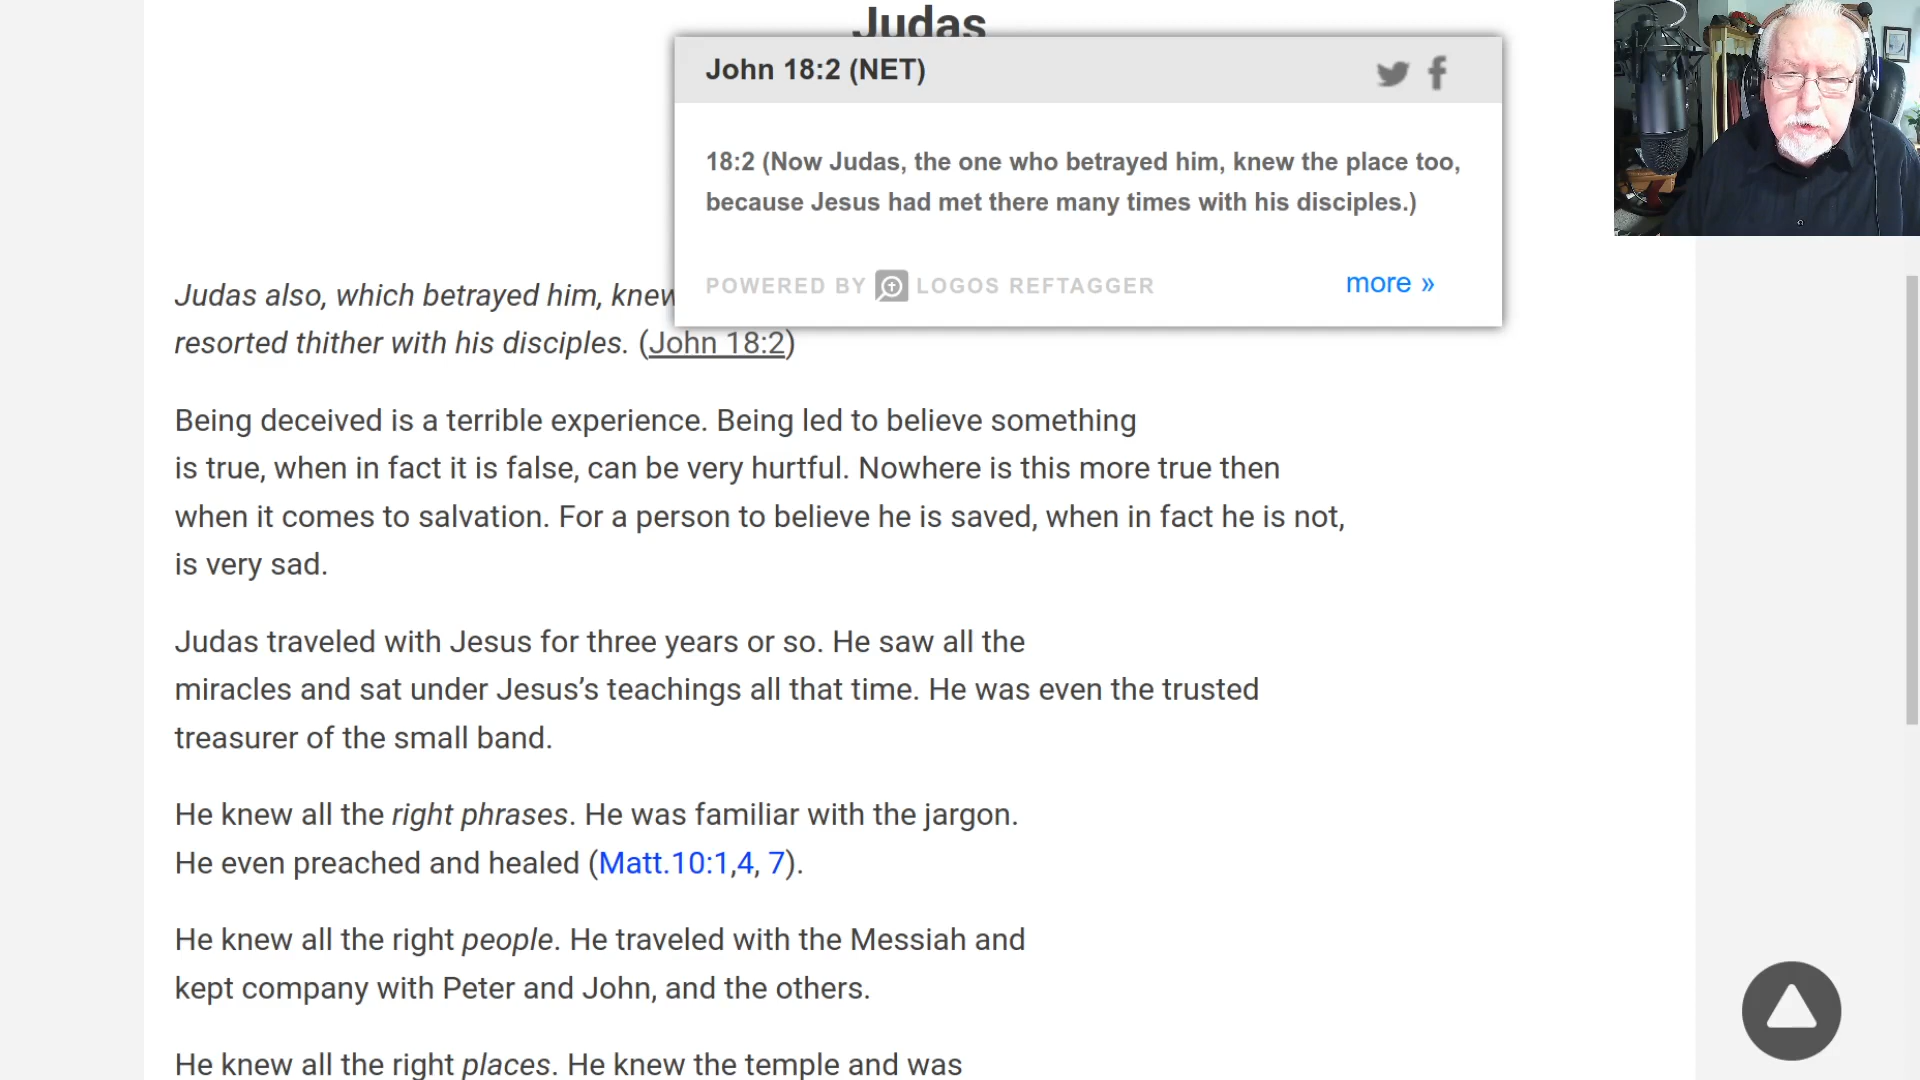 Judas
John 18:2 (NET)
18:2 (Now Judas, the one who betrayed him, knew the place too,
because Jesus had met there many times with his disciples.)
POWERED BY LOGOS REFTAGGER
more »
Judas also, which betrayed him, knew
resorted thither with his disciples. (John 18:2)
Being deceived is a terrible experience. Being led to believe something
is true, when in fact it is false, can be very hurtful. Nowhere is this more true then
when it comes to salvation. For a person to believe he is saved, when in fact he is not,
is very sad.
Judas traveled with Jesus for three years or so. He saw all the
miracles and sat under Jesus’s teachings all that time. He was even the trusted
treasurer of the small band.
He knew all the right phrases. He was familiar with the jargon.
He even preached and healed (Matt.10:1,4, 7).
He knew all the right people. He traveled with the Messiah and
kept company with Peter and John, and the others.
He knew all the right places. He knew the temple and was